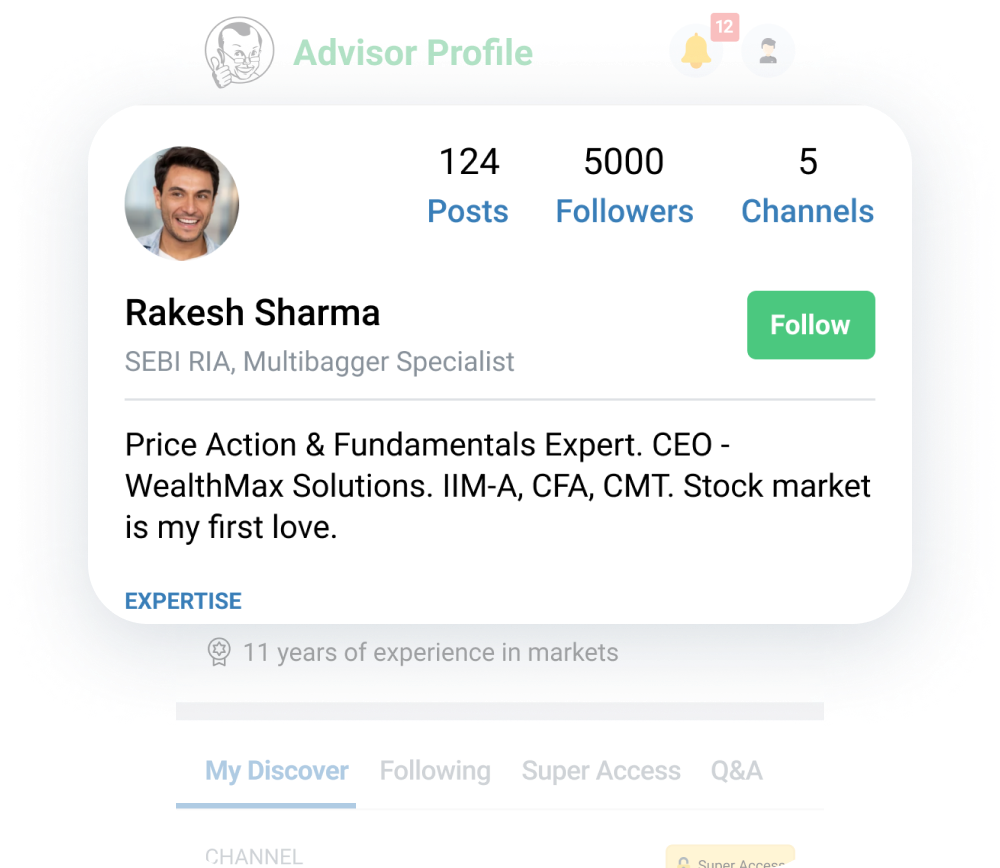 Advisor Profile
12
124 5000 5
Posts Followers Channels
Rakesh Sharma
Follow
SEBI RIA, Multibagger Specialist
Price Action & Fundamentals Expert. CEO -
WealthMax Solutions. IIM-A, CFA, CMT. Stock market
is my first love.
EXPERTISE
11 years of experience in markets
My Discover Following Super Access Q&A
CHANNEL
Super Access